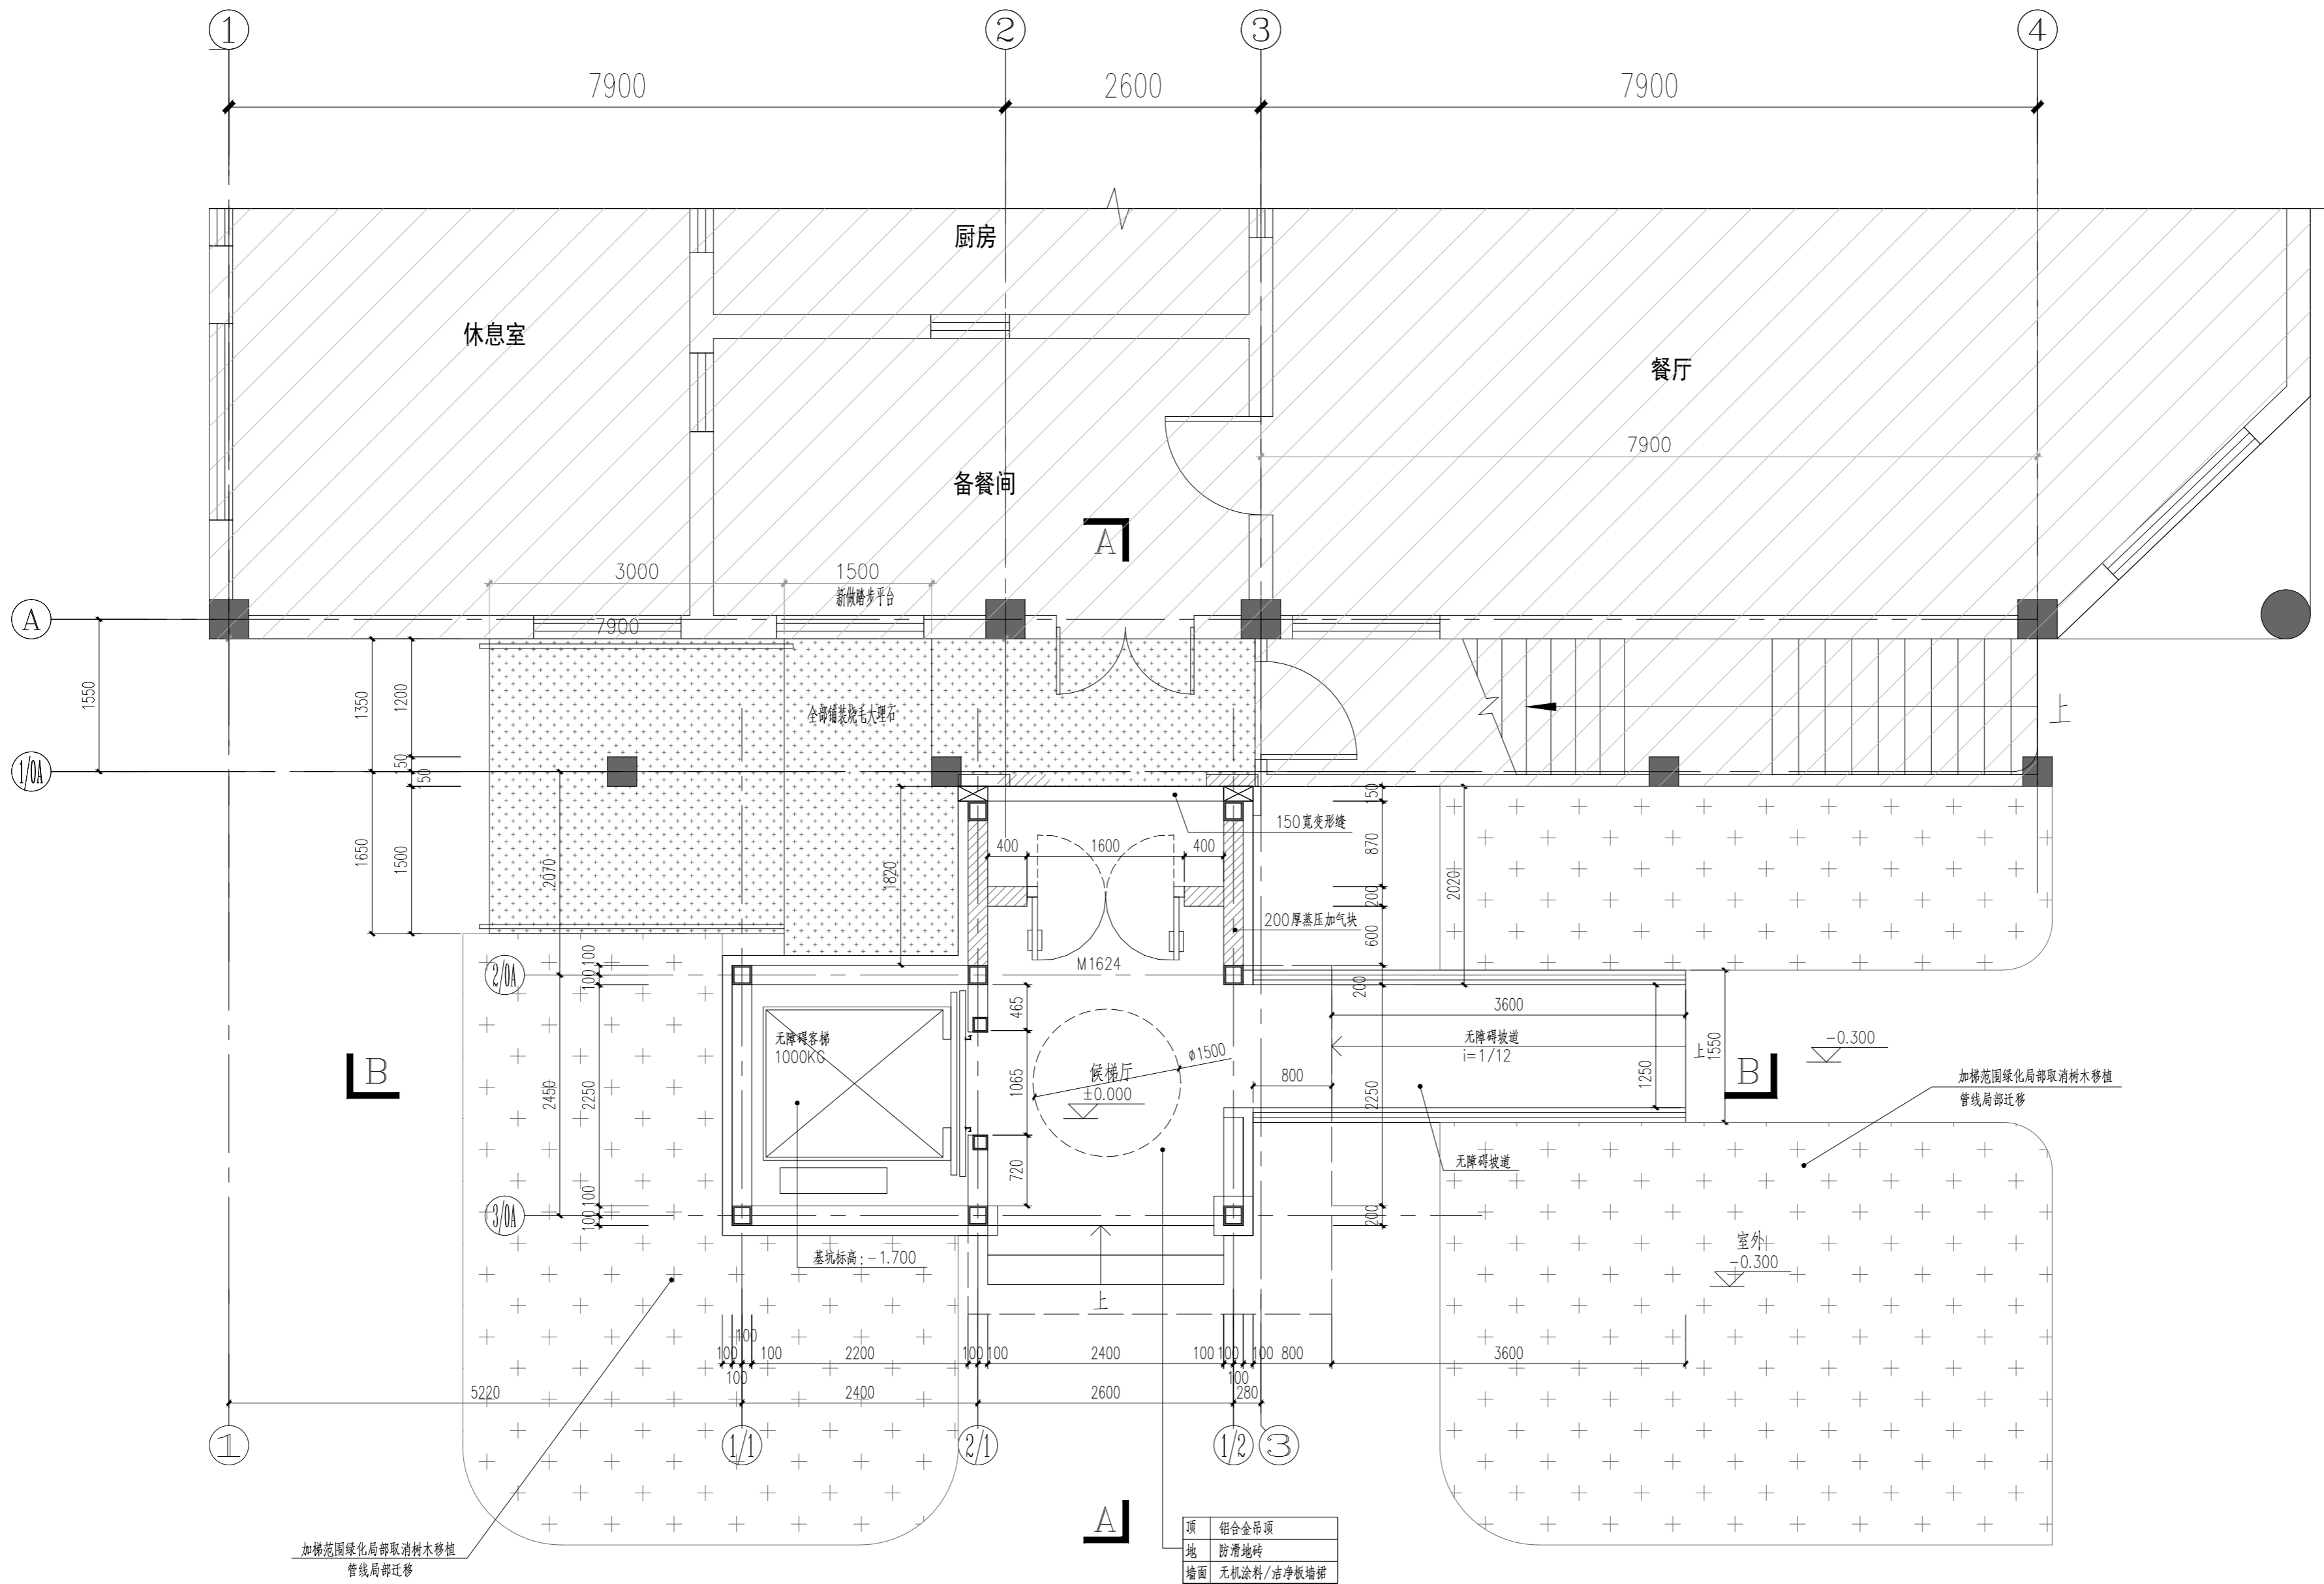 1
2
3
4
7900
2600
7900
厨房
休息室
餐厅
7900
备餐间
A
3000
1500
新做踏步平台
A
7900
1550
1350
1200
全部铺装烧毛大理石
上
1/0A
150
150
150
150宽变形缝
400
1600
400
870
1650
1500
2070
1820
2020
200
200厚蒸压加气块
600
M1624
2/0A
100
100
200
465
3600
无障碍客梯
1000KG
无障碍坡道
i=1/12
上
1550
-0.300
ø1500
候梯厅
±0.000
B
800
B
2450
2250
1065
2250
1250
加梯范围绿化局部取消树木移植
管线局部迁移
无障碍坡道
720
3/0A
100
100
200
基坑标高：-1.700
室外
-0.300
上
100
100
100
2200
100
100
2400
100
100
100
800
3600
100
100
5220
2400
2600
280
1
1/1
2/1
1/2
3
A
顶 铝合金吊顶
地 防滑地砖
墙面 无机涂料/洁净板墙裙
加梯范围绿化局部取消树木移植
管线局部迁移